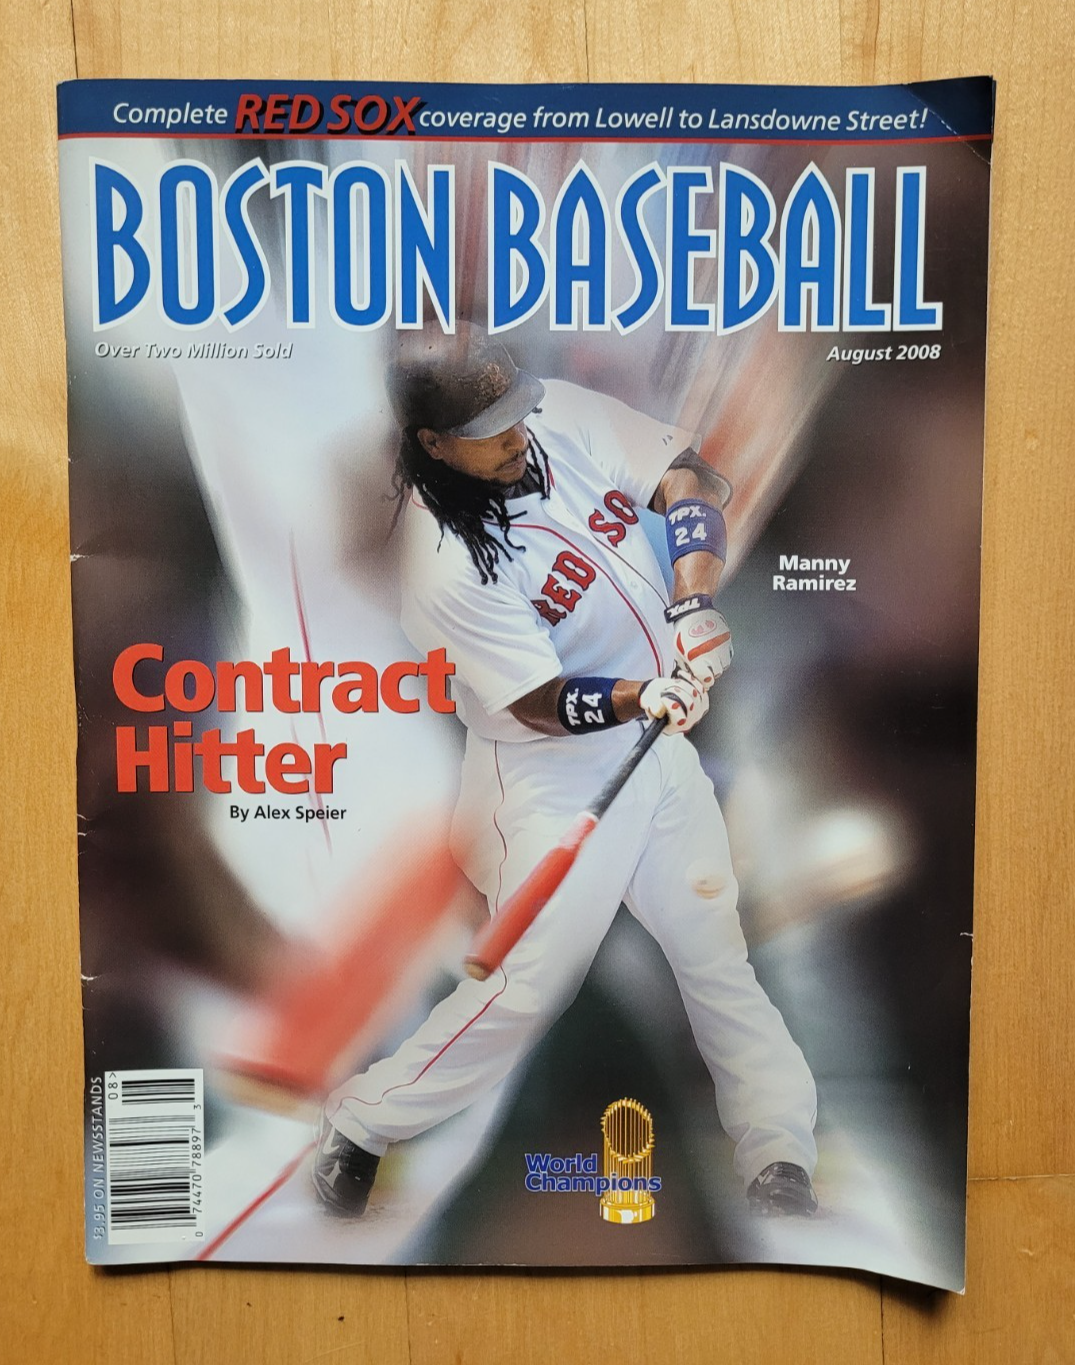 Complete RED SOX coverage from Lowell to Lansdowne Street!
BOSTON BASEBALL
Over Two Million Sold
August 2008
TPX.
24
RED SO
Manny
Ramirez
TPX
TPX.
24
Contract
Hitter
By Alex Speier
$3.95 ON NEWSSTANDS
08>
0 74470 78897 3
World
Champions